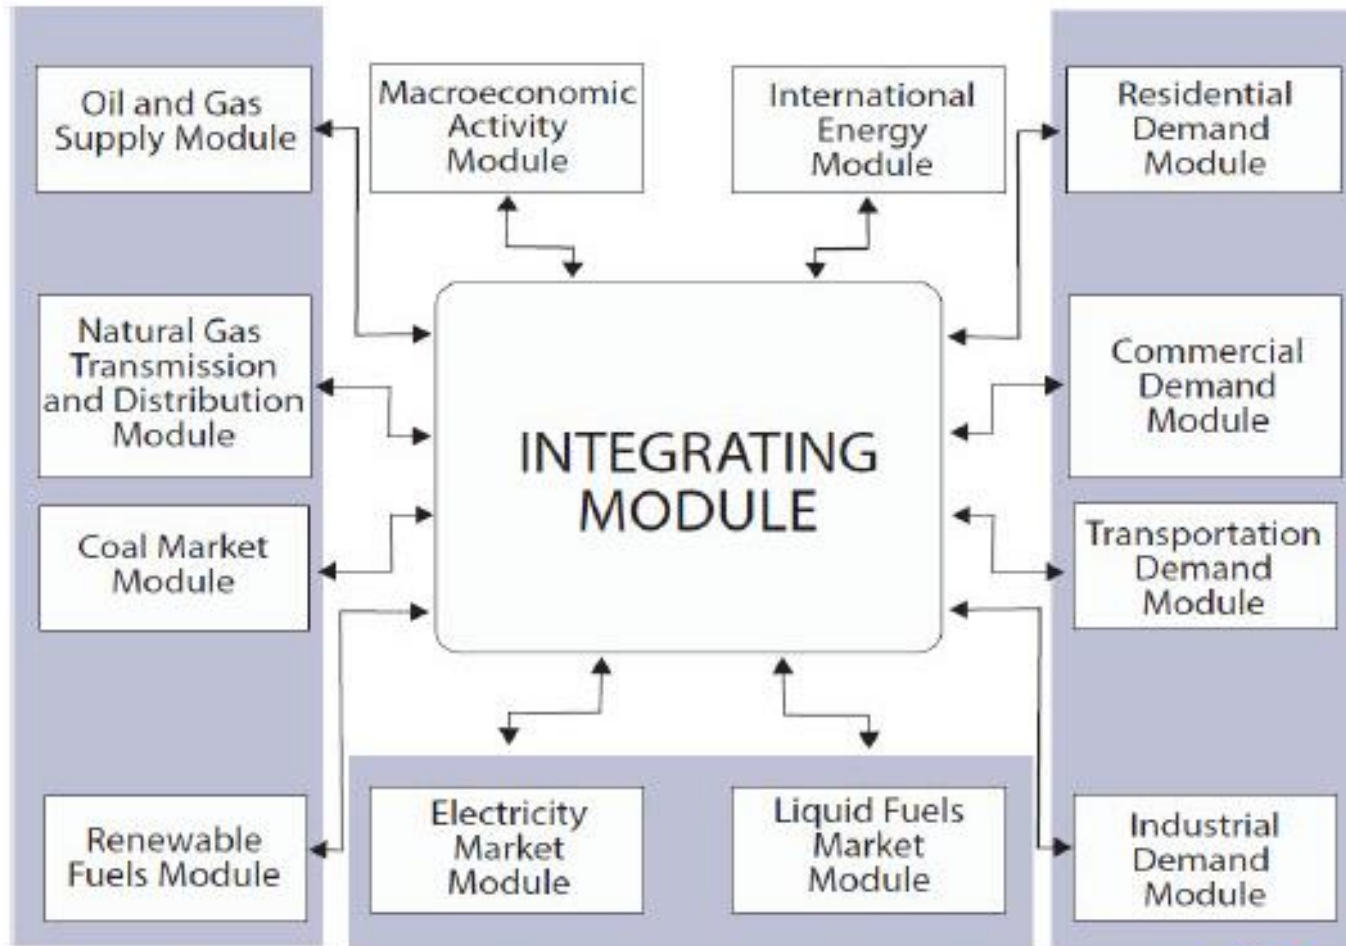 Oil and Gas
Supply Module
Macroeconomic
Activity
Module
International
Energy
Module
Residential
Demand
Module
Natural Gas
Transmission
and Distribution
Module
Commercial
Demand
Module
INTEGRATING
MODULE
Coal Market
Module
Transportation
Demand
Module
Renewable
Fuels Module
Electricity
Market
Module
Liquid Fuels
Market
Module
Industrial
Demand
Module